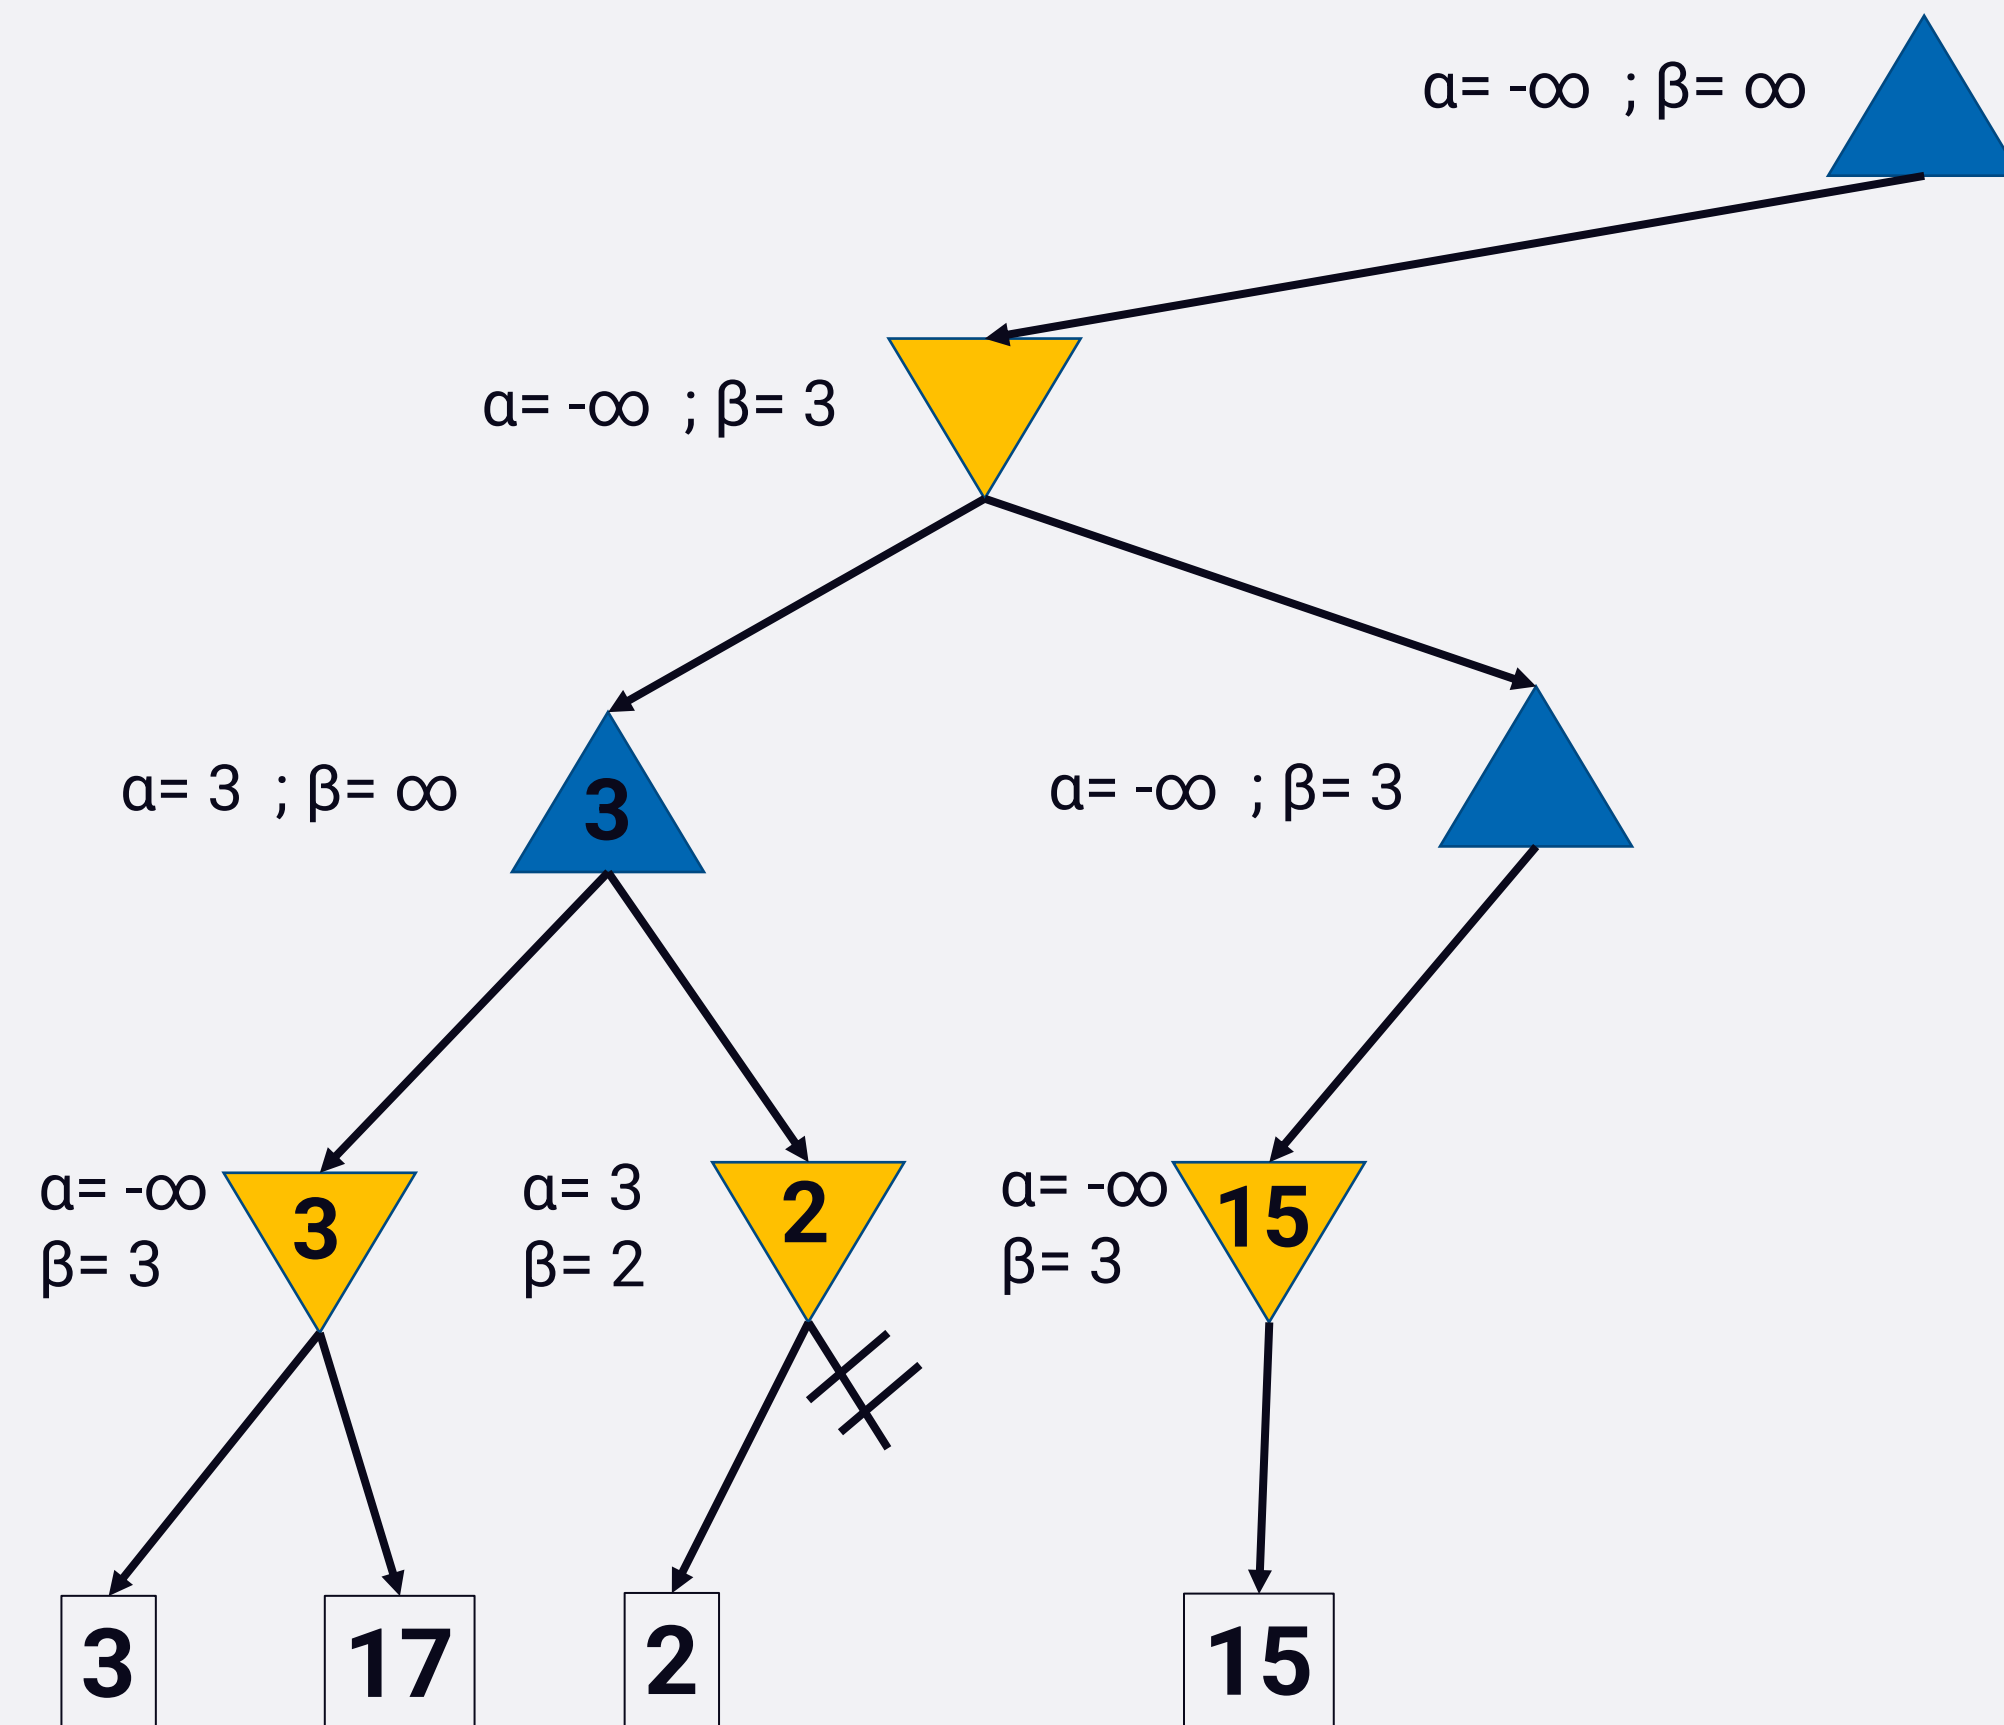 α= -∞ ; β= ∞
α= -∞ ; β= 3
α= 3 ; β= ∞
3
α= -∞ ; β= 3
α= -∞
β= 3
3
α= 3
β= 2
2
α= -∞
β= 3
15
3
17
2
15